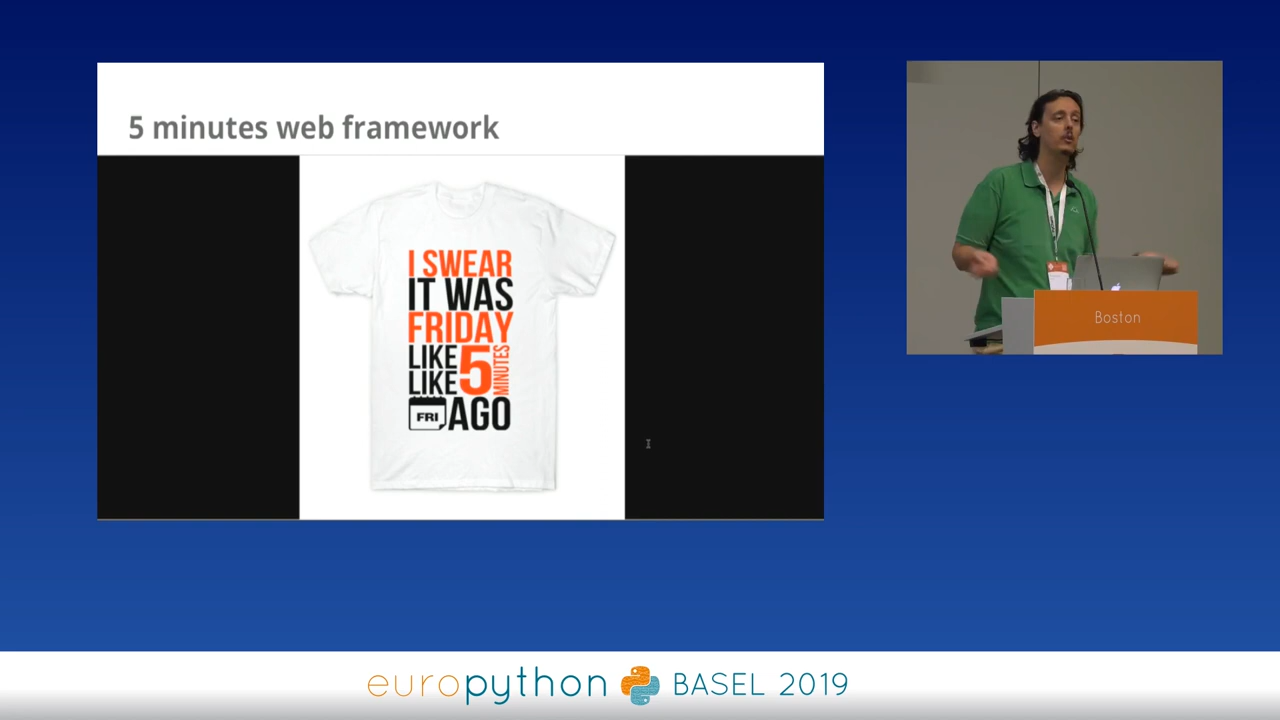 5 minutes web framework
I SWEAR
IT WAS
FRIDAY
LIKE 5 MINUTES
LIKE
FRI AGO
Boston
europython BASEL 2019